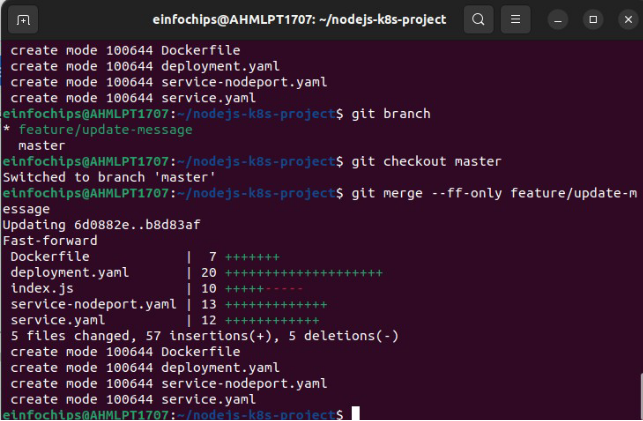 einfochips@AHMLPT1707: ~/nodejs-k8s-project
create mode 100644 Dockerfile
create mode 100644 deployment.yaml
create mode 100644 service-nodeport.yaml
create mode 100644 service.yaml
einfochips@AHMLPT1707:~/nodejs-k8s-project$ git branch
* feature/update-message
  master
einfochips@AHMLPT1707:~/nodejs-k8s-project$ git checkout master
Switched to branch 'master'
einfochips@AHMLPT1707:~/nodejs-k8s-project$ git merge --ff-only feature/update-m
essage
Updating 6d0882e..b8d83af
Fast-forward
 Dockerfile            |  7 +++++++
 deployment.yaml       | 20 ++++++++++++++++++++
 index.js              | 10 +++++-----
 service-nodeport.yaml | 13 +++++++++++++
 service.yaml          | 12 ++++++++++++
 5 files changed, 57 insertions(+), 5 deletions(-)
 create mode 100644 Dockerfile
 create mode 100644 deployment.yaml
 create mode 100644 service-nodeport.yaml
 create mode 100644 service.yaml
einfochips@AHMLPT1707:~/nodejs-k8s-project$